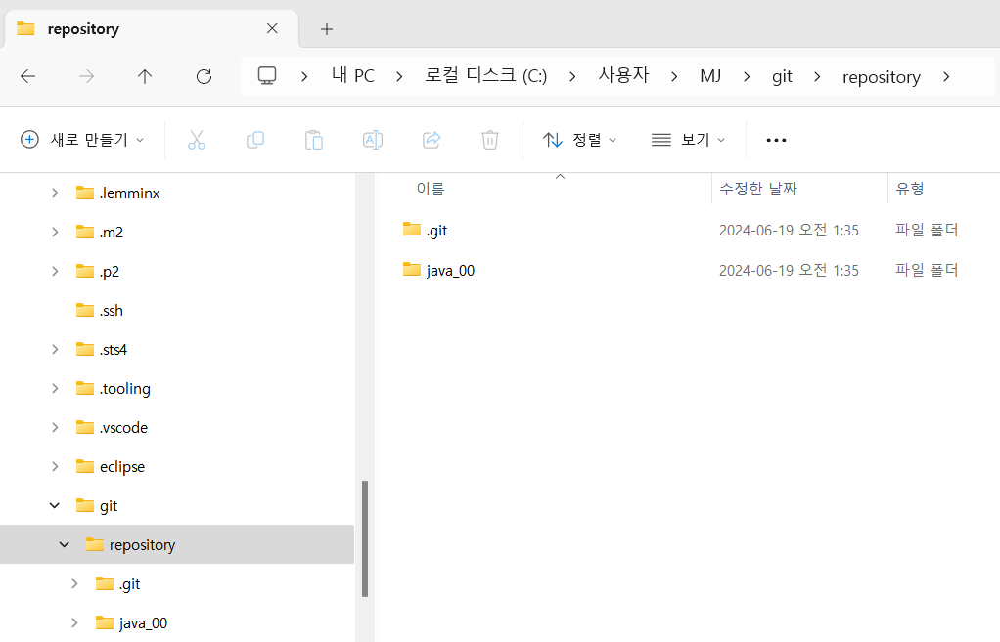 repository
내 PC 로컬 디스크 (C:) 사용자 MJ git repository
새로 만들기 정렬 보기
.lemminx
.m2
.p2
.ssh
.sts4
.tooling
.vscode
eclipse
git
repository
.git
java_00
이름 수정한 날짜 유형
.git 2024-06-19 오전 1:35 파일 폴더
java_00 2024-06-19 오전 1:35 파일 폴더